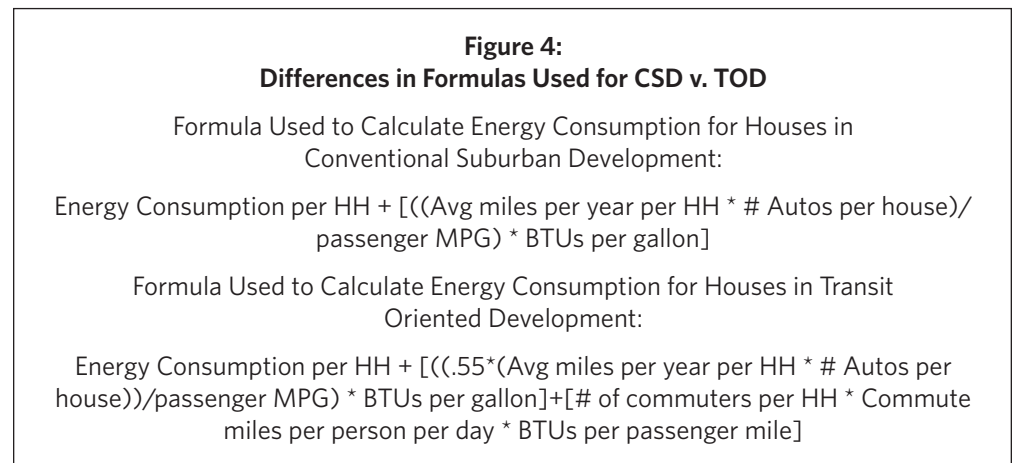 Figure 4:
Differences in Formulas Used for CSD v. TOD
Formula Used to Calculate Energy Consumption for Houses in
Conventional Suburban Development:
Energy Consumption per HH + [((Avg miles per year per HH * # Autos per house)/
passenger MPG) * BTUs per gallon]
Formula Used to Calculate Energy Consumption for Houses in Transit
Oriented Development:
Energy Consumption per HH + [((.55*(Avg miles per year per HH * # Autos per
house))/passenger MPG) * BTUs per gallon]+[# of commuters per HH * Commute
miles per person per day * BTUs per passenger mile]